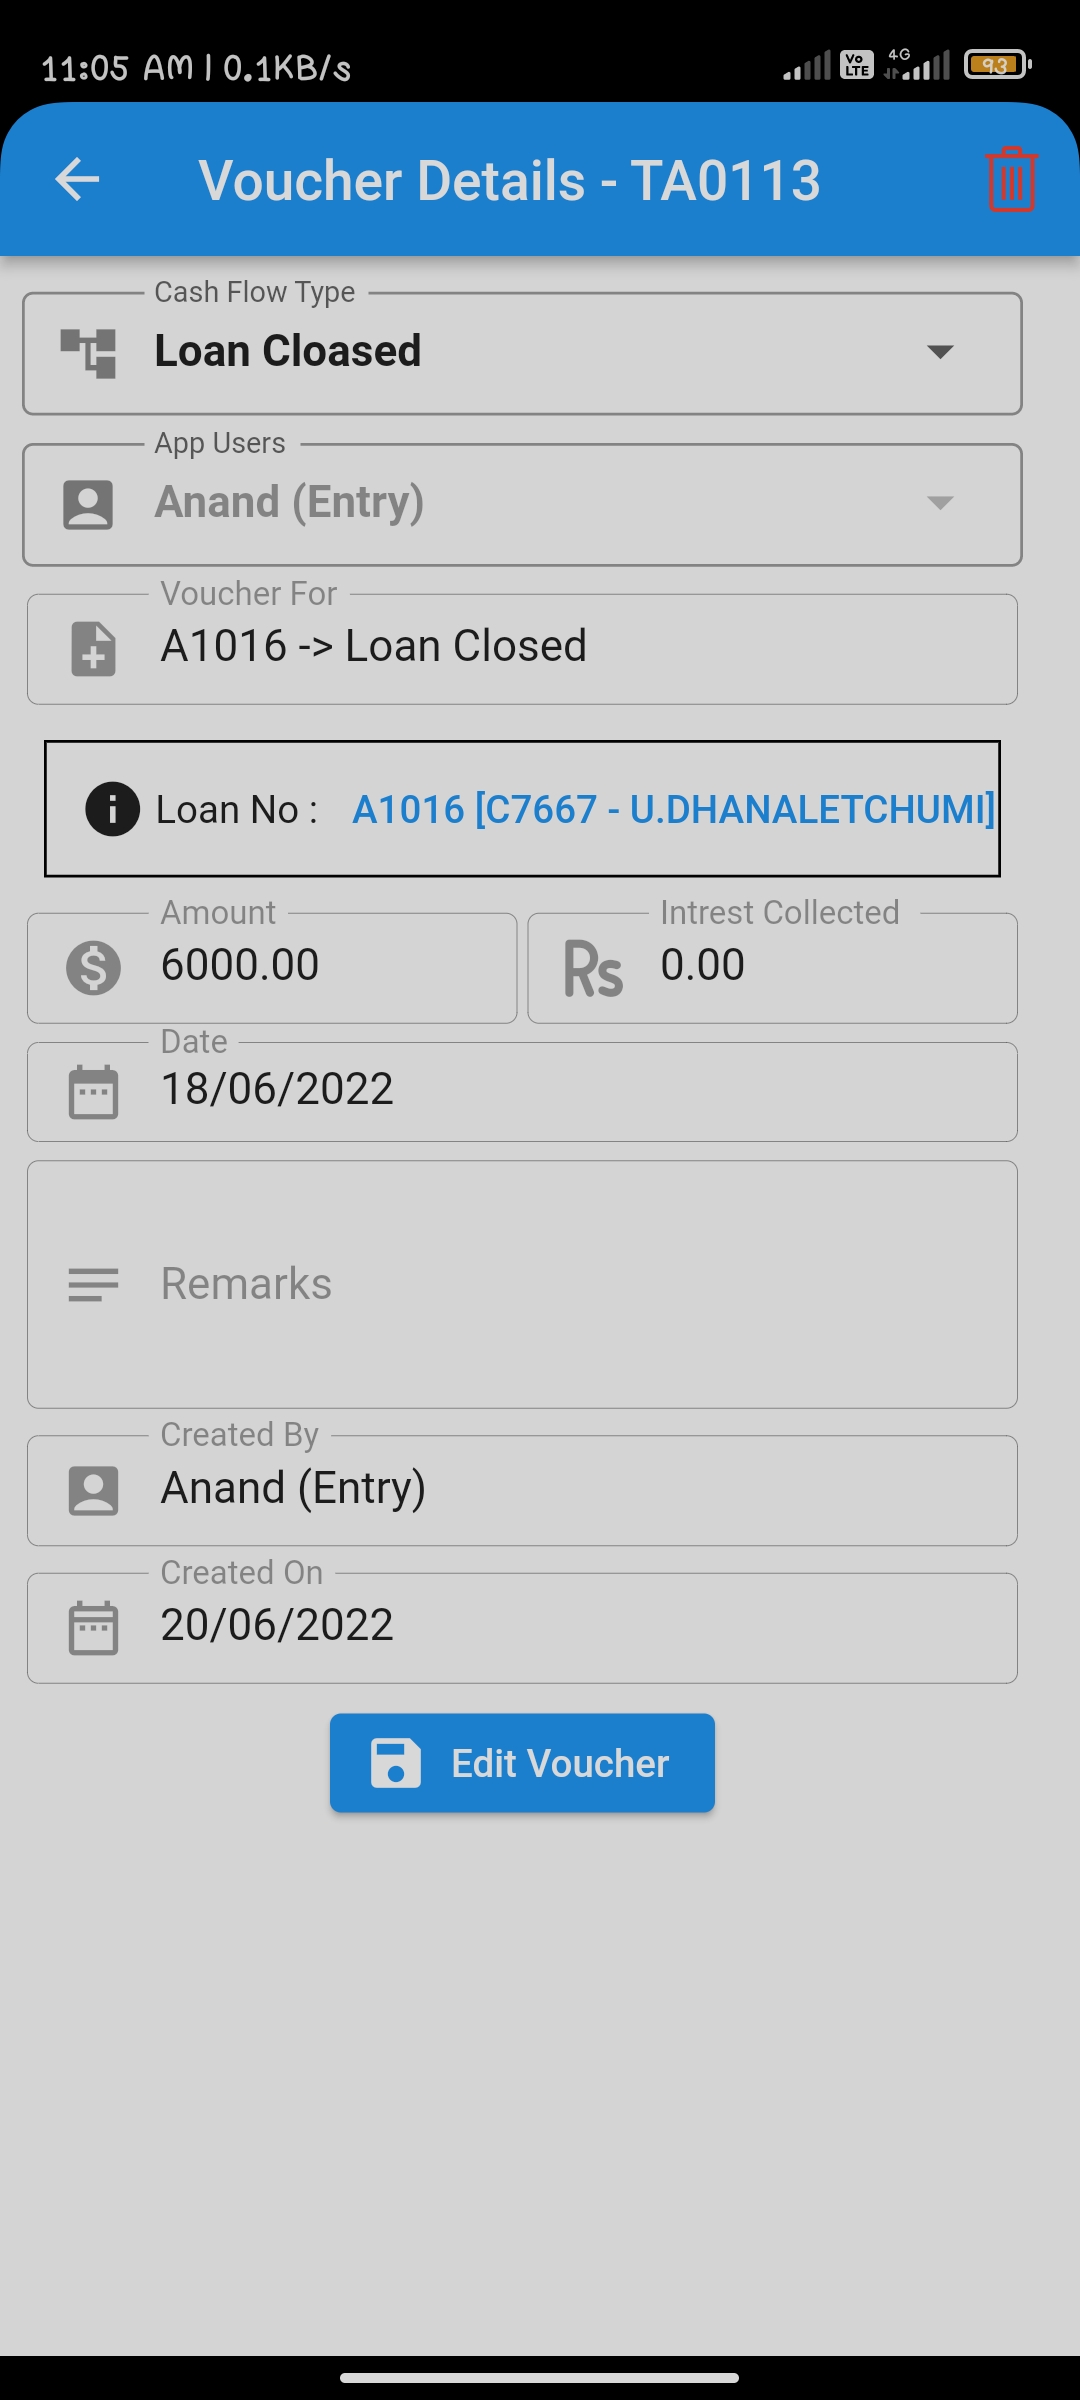 11:05 AM | 0.1KB/s Vo LTE 4G 93
Voucher Details - TA0113
Cash Flow Type
Loan Cloased
App Users
Anand (Entry)
Voucher For
A1016 -> Loan Closed
Loan No : A1016 [C7667 - U.DHANALETCHUMI]
Amount Intrest Collected
6000.00 Rs 0.00
Date
18/06/2022
Remarks
Created By
Anand (Entry)
Created On
20/06/2022
Edit Voucher